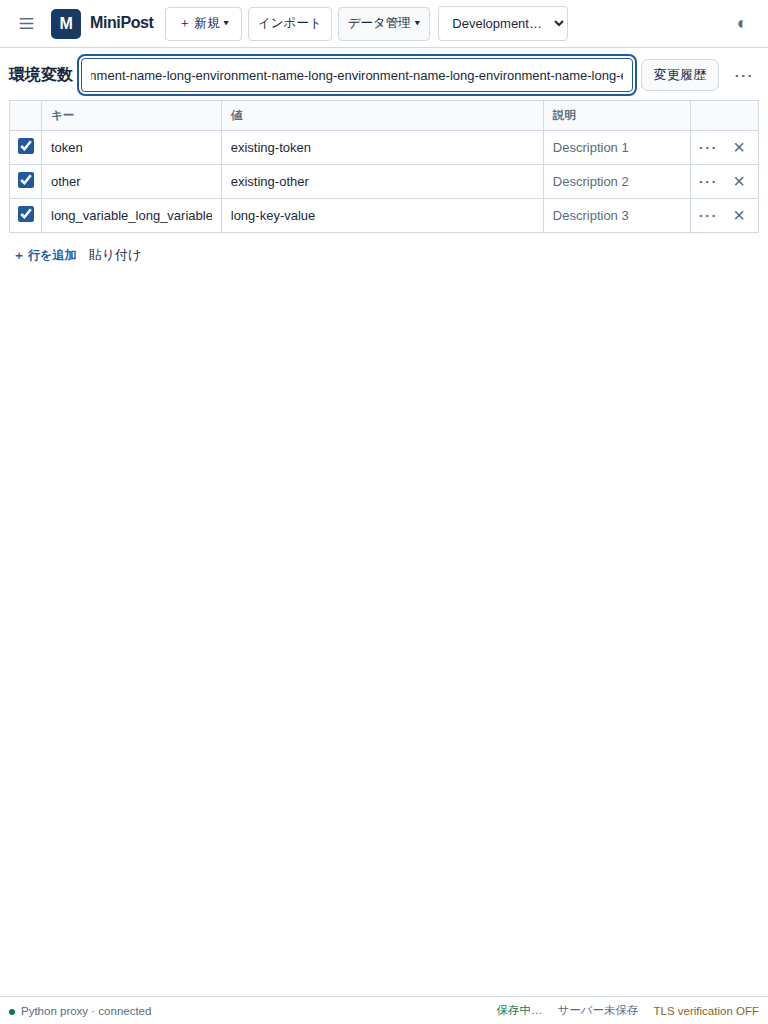 M MiniPost ＋ 新規 ▾ インポート データ管理 ▾ Development…
環境変数 nment-name-long-environment-name-long-environment-name-long-environment-name-long-e 変更履歴 ···
キー 値 説明
token existing-token Description 1 ··· ✕
other existing-other Description 2 ··· ✕
long_variable_long_variable long-key-value Description 3 ··· ✕
+ 行を追加 貼り付け
Python proxy · connected 保存中… サーバー未保存 TLS verification OFF